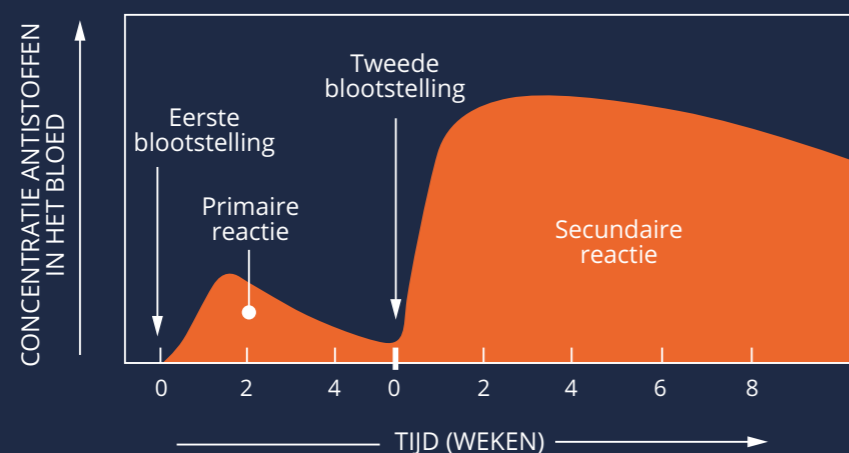 CONCENTRATIE ANTISTOFFEN
IN HET BLOED
Eerste
blootstelling
Primaire
reactie
Tweede
blootstelling
Secundaire
reactie
0 2 4 0 2 4 6 8
TIJD (WEKEN)